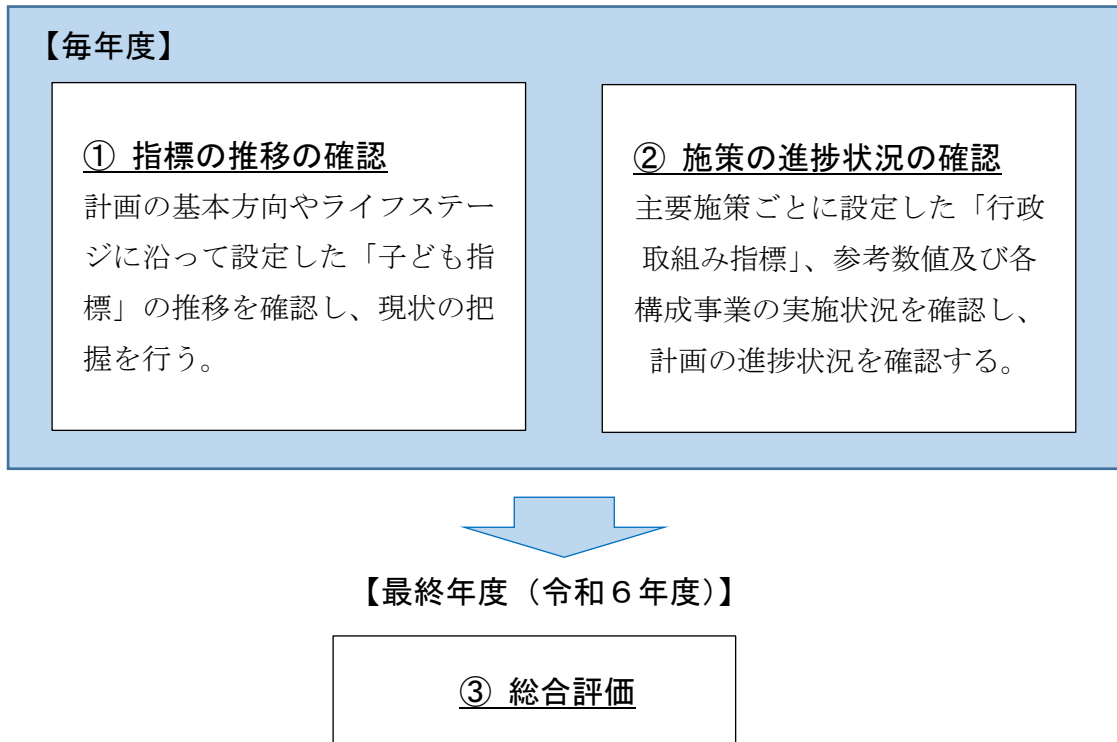 【毎年度】
① 指標の推移の確認
計画の基本方向やライフステー
ジに沿って設定した「子ども指
標」の推移を確認し、現状の把
握を行う。
② 施策の進捗状況の確認
主要施策ごとに設定した「行政
取組み指標」、参考数値及び各
構成事業の実施状況を確認し、
計画の進捗状況を確認する。
【最終年度（令和６年度）】
③ 総合評価